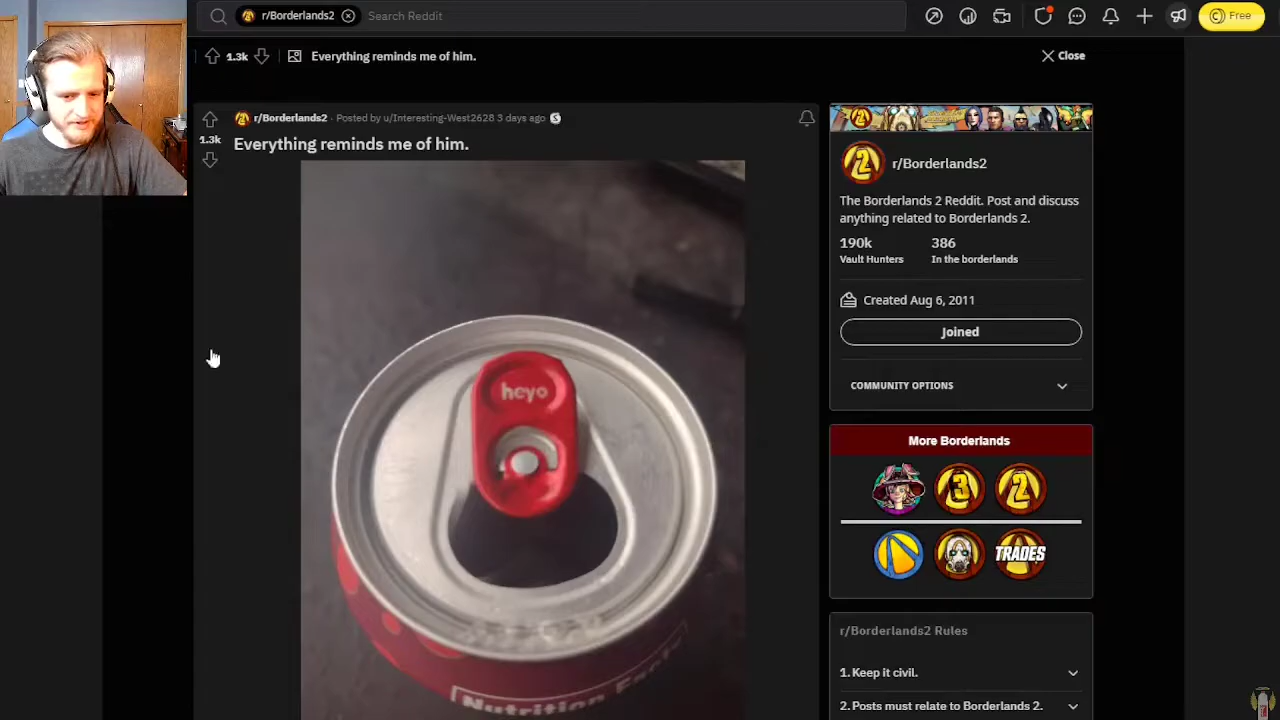 r/Borderlands2
Search Reddit
Free
1.3k
Everything reminds me of him.
Close
r/Borderlands2 · Posted by u/Interesting-West2628 3 days ago
1.3k
Everything reminds me of him.
heyo
Nutrition Facts
r/Borderlands2
The Borderlands 2 Reddit. Post and discuss
anything related to Borderlands 2.
190k
386
Vault Hunters
In the borderlands
Created Aug 6, 2011
Joined
COMMUNITY OPTIONS
More Borderlands
3
2
TRADES
r/Borderlands2 Rules
1. Keep it civil.
2. Posts must relate to Borderlands 2.